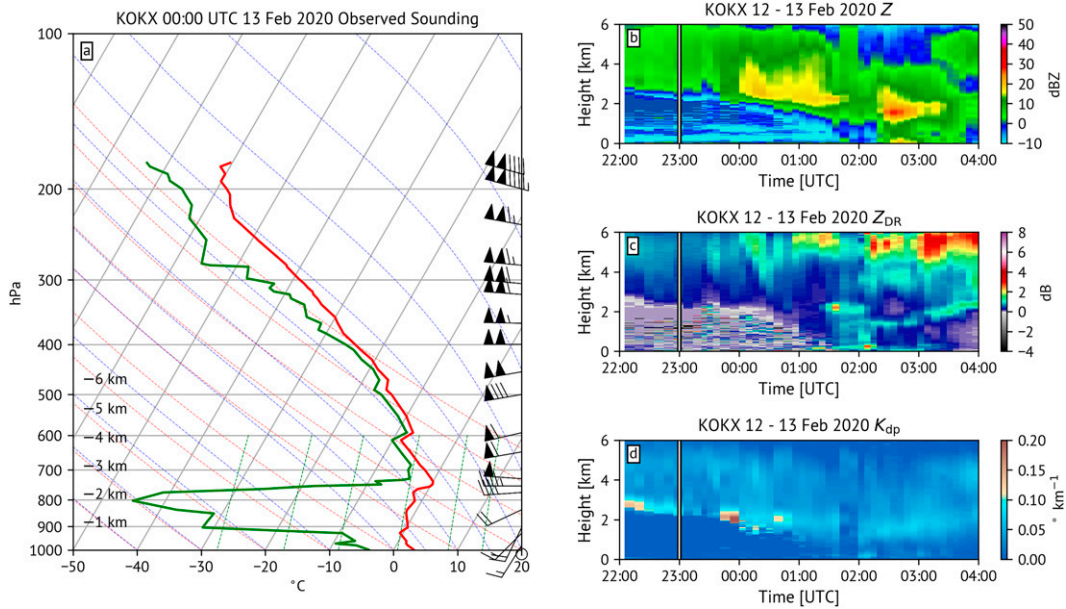 KOKX 00:00 UTC 13 Feb 2020 Observed Sounding
a
100
200
300
400
500
600
700
800
900
1000
hPa
−6 km
−5 km
−4 km
−3 km
−2 km
−1 km
−50 −40 −30 −20 −10 0 10 20
°C
KOKX 12 - 13 Feb 2020 Z
b
Height [km]
6
4
2
0
22:00 23:00 00:00 01:00 02:00 03:00 04:00
Time [UTC]
50
40
30
20
10
0
−10
dBZ
KOKX 12 - 13 Feb 2020 ZDR
c
Height [km]
6
4
2
0
22:00 23:00 00:00 01:00 02:00 03:00 04:00
Time [UTC]
8
6
4
2
1
0
−2
−4
dB
KOKX 12 - 13 Feb 2020 Kdp
d
Height [km]
6
4
2
0
22:00 23:00 00:00 01:00 02:00 03:00 04:00
Time [UTC]
0.20
0.15
0.10
0.05
0.00
° km−1